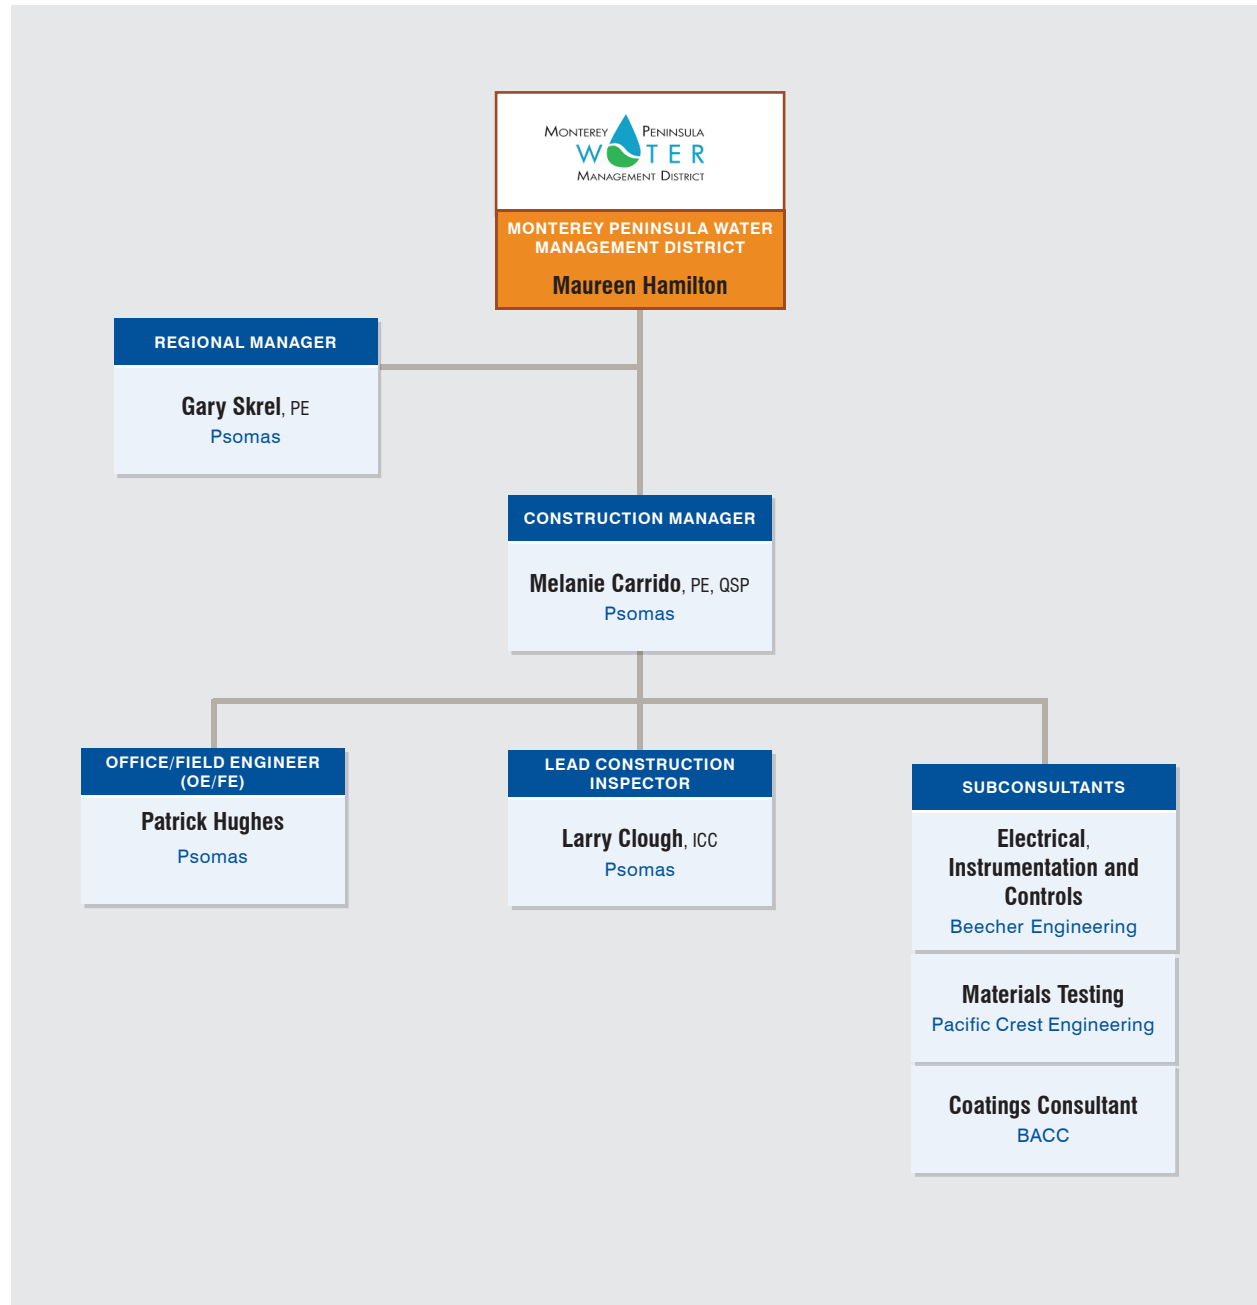 MONTEREY PENINSULA
WATER
MANAGEMENT DISTRICT
MONTEREY PENINSULA WATER
MANAGEMENT DISTRICT
Maureen Hamilton
REGIONAL MANAGER
Gary Skrel, PE
Psomas
CONSTRUCTION MANAGER
Melanie Carrido, PE, QSP
Psomas
OFFICE/FIELD ENGINEER
(OE/FE)
Patrick Hughes
Psomas
LEAD CONSTRUCTION
INSPECTOR
Larry Clough, ICC
Psomas
SUBCONSULTANTS
Electrical,
Instrumentation and
Controls
Beecher Engineering
Materials Testing
Pacific Crest Engineering
Coatings Consultant
BACC